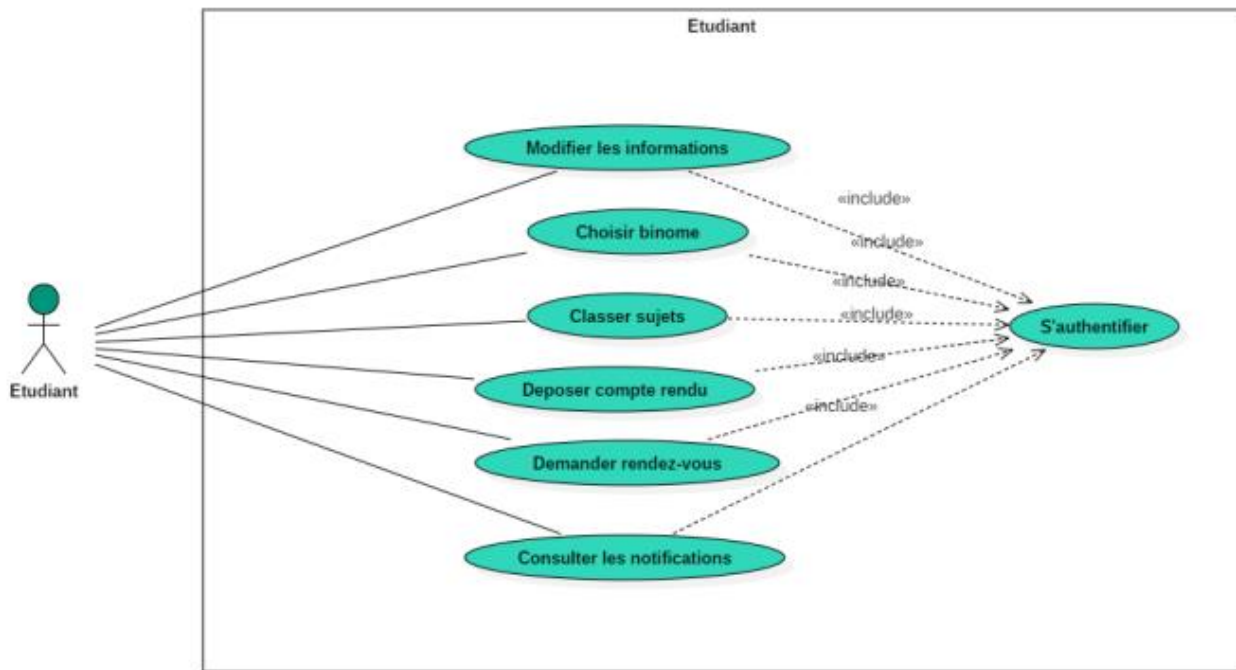 Etudiant
Modifier les informations
«include»
Choisir binome
«include»
«include»
Classer sujets
«include»
S'authentifier
«include»
Deposer compte rendu
Etudiant
«include»
Demander rendez-vous
Consulter les notifications